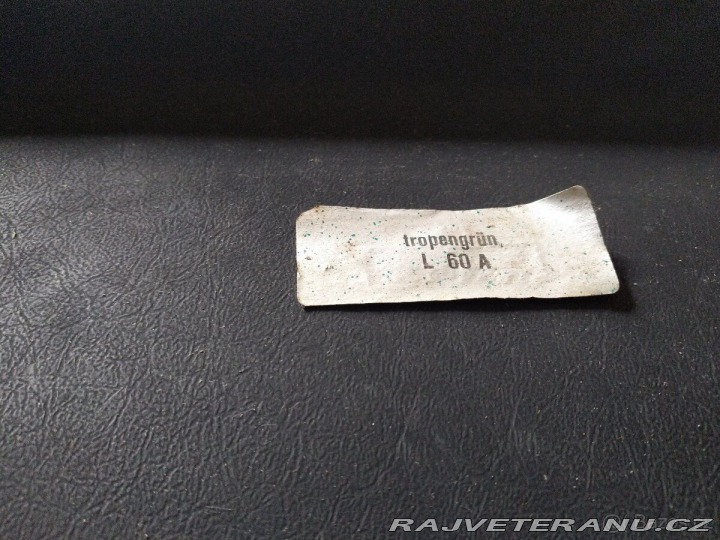 tropengrün
L 60 A
RAJVETERANU.CZ